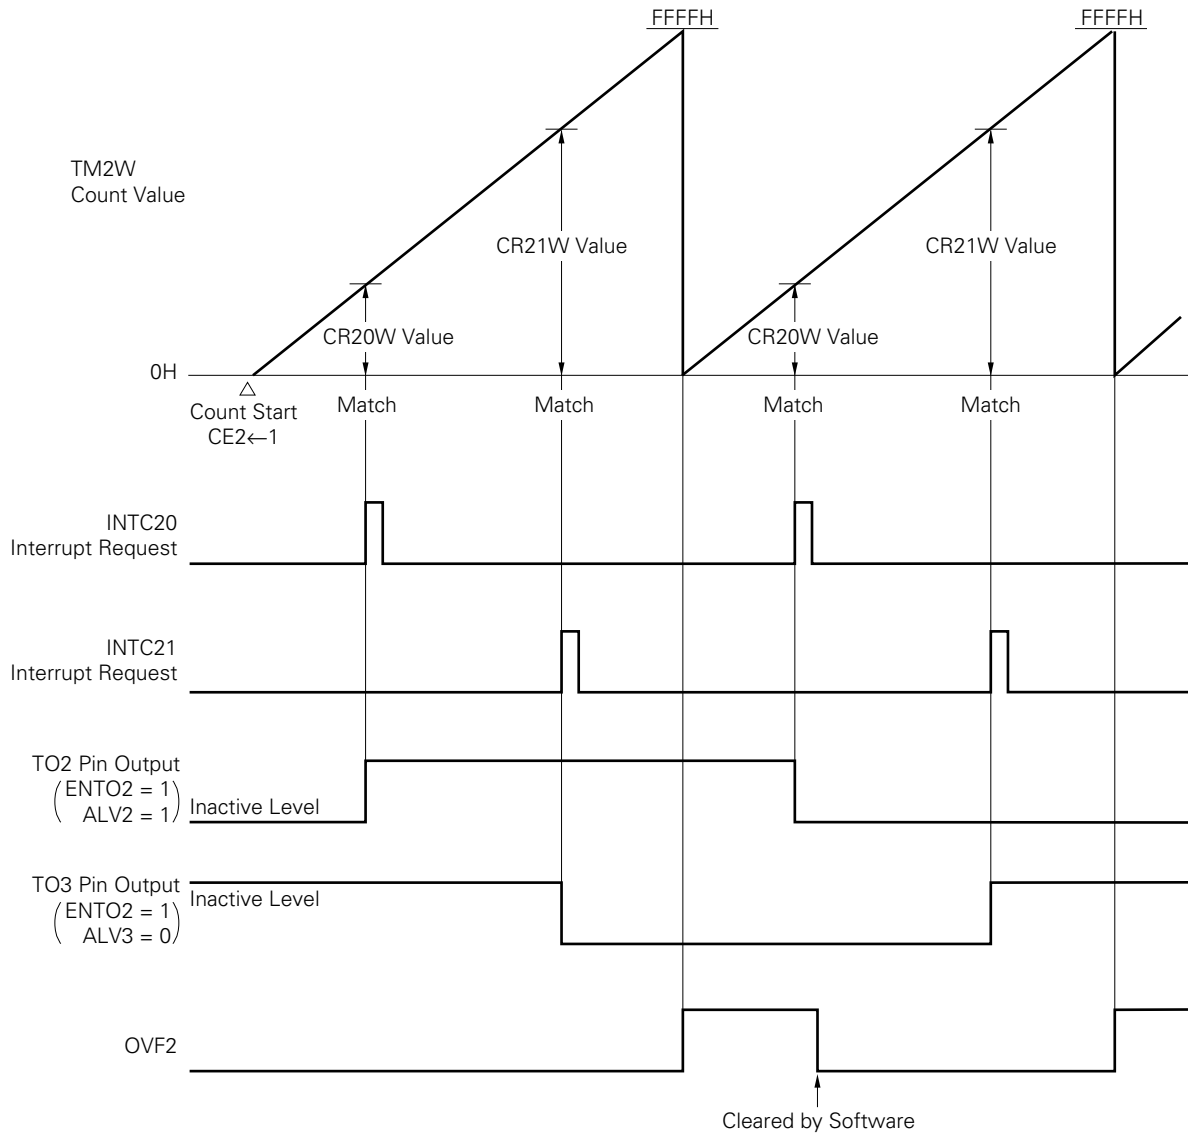 FFFFH
FFFFH
TM2W
Count Value
CR21W Value
CR21W Value
CR20W Value
CR20W Value
0H
Count Start
CE2←1
Match
Match
Match
Match
INTC20
Interrupt Request
INTC21
Interrupt Request
TO2 Pin Output
(ENTO2 = 1
ALV2 = 1)
Inactive Level
TO3 Pin Output
(ENTO2 = 1
ALV3 = 0)
Inactive Level
OVF2
Cleared by Software